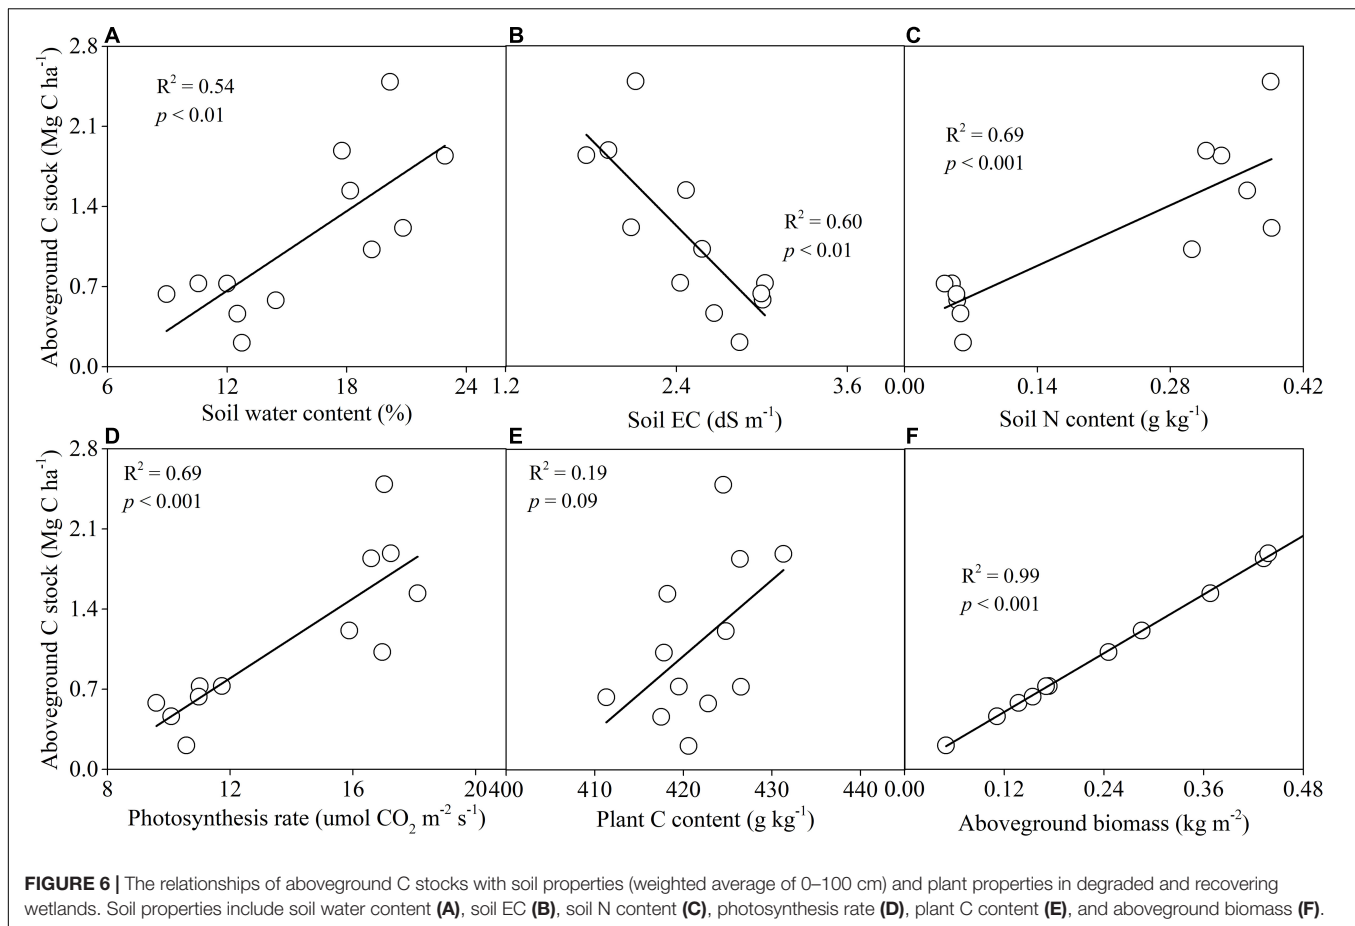 A B C
Aboveground C stock (Mg C ha⁻¹)
2.8
2.1
1.4
0.7
0.0
R² = 0.54
p < 0.01
R² = 0.60
p < 0.01
R² = 0.69
p < 0.001
6 12 18 24 1.2 2.4 3.6 0.00 0.14 0.28 0.42
Soil water content (%) Soil EC (dS m⁻¹) Soil N content (g kg⁻¹)
D E F
Aboveground C stock (Mg C ha⁻¹)
2.8
2.1
1.4
0.7
0.0
R² = 0.69
p < 0.001
R² = 0.19
p = 0.09
R² = 0.99
p < 0.001
8 12 16 20 400 410 420 430 440 0.00 0.12 0.24 0.36 0.48
Photosynthesis rate (umol CO₂ m⁻² s⁻¹) Plant C content (g kg⁻¹) Aboveground biomass (kg m⁻²)
FIGURE 6 | The relationships of aboveground C stocks with soil properties (weighted average of 0–100 cm) and plant properties in degraded and recovering
wetlands. Soil properties include soil water content (A), soil EC (B), soil N content (C), photosynthesis rate (D), plant C content (E), and aboveground biomass (F).